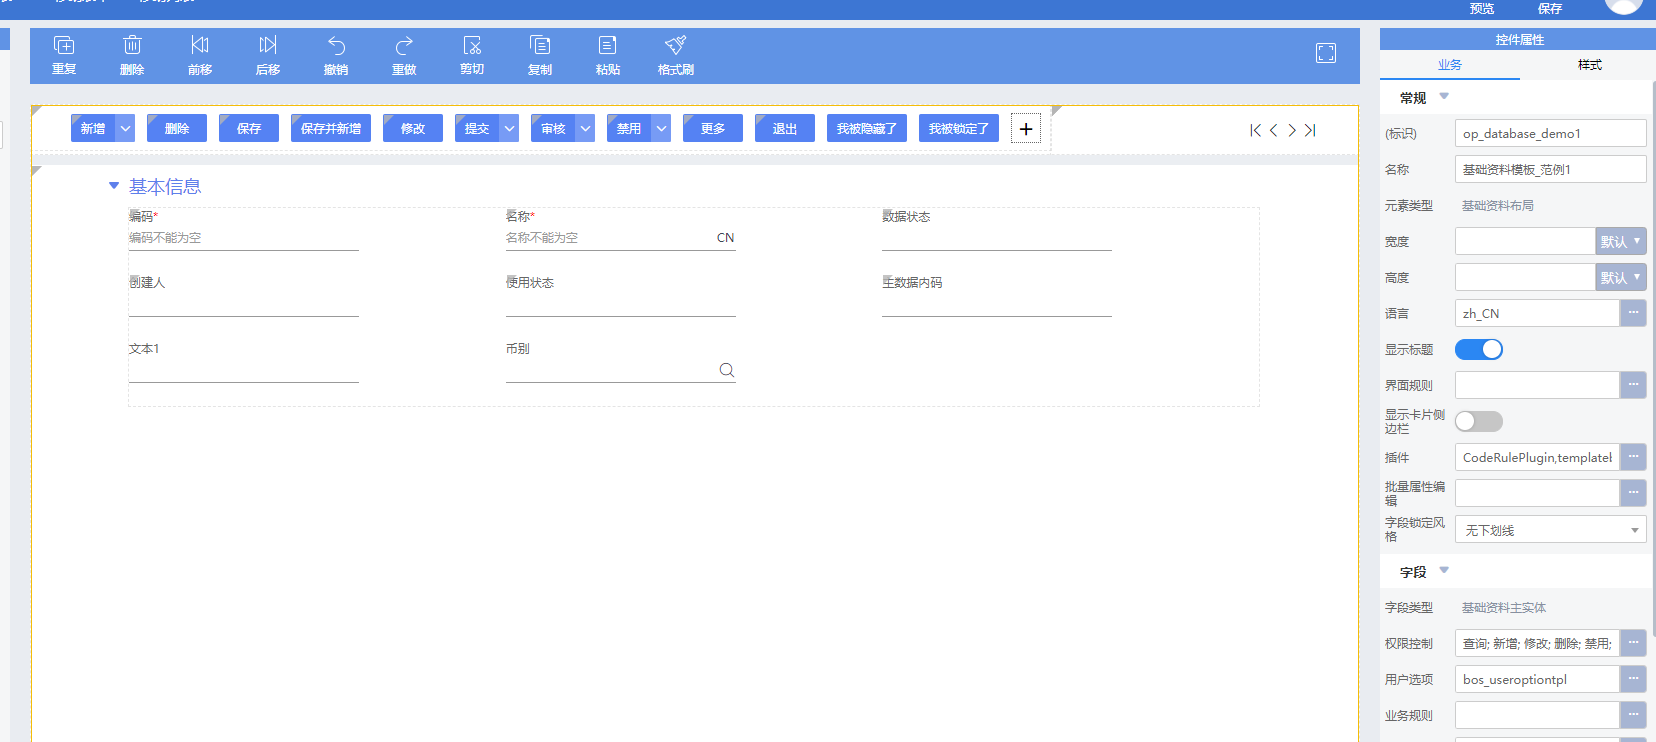 预览 保存
重复 删除 前移 后移 撤销 重做 剪切 复制 粘贴 格式刷
新增 删除 保存 保存并新增 修改 提交 审核 禁用 更多 退出 我被隐藏了 我被锁定了 +
基本信息
编码* 名称* 数据状态
编码不能为空 名称不能为空 CN
创建人 使用状态 主数据内码
文本1 币别
控件属性
业务 样式
常规
(标识) op_database_demo1
名称 基础资料模板_范例1
元素类型 基础资料布局
宽度 默认
高度 默认
语言 zh_CN ...
显示标题
界面规则 ...
显示卡片侧
边栏
插件 CodeRulePlugin,templatel ...
批量属性编
辑 ...
字段锁定风
格 无下划线
字段
字段类型 基础资料主实体
权限控制 查询; 新增; 修改; 删除; 禁用; ...
用户选项 bos_useroptiontpl ...
业务规则 ...